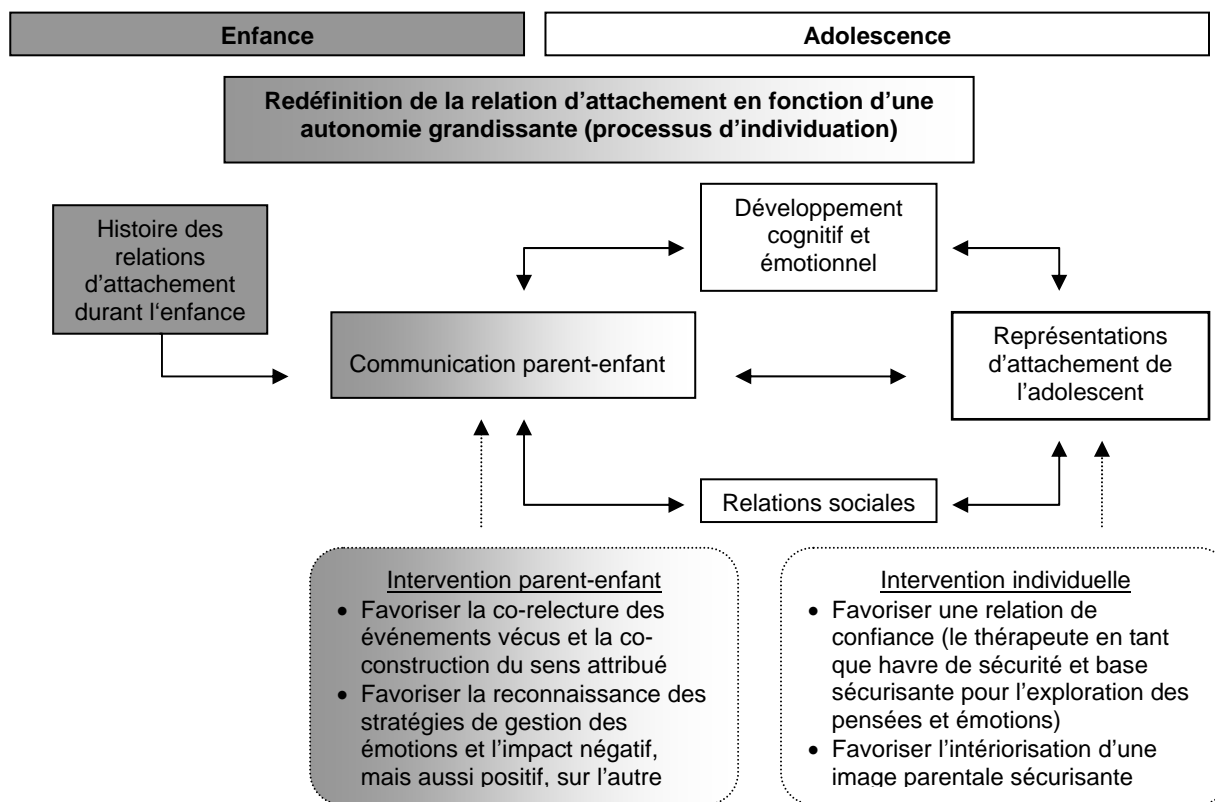 Enfance
Adolescence
Redéfinition de la relation d’attachement en fonction d’une
autonomie grandissante (processus d’individuation)
Histoire des
relations
d’attachement
durant l‘enfance
Développement
cognitif et
émotionnel
Communication parent-enfant
Représentations
d’attachement de
l’adolescent
Relations sociales
Intervention parent-enfant
• Favoriser la co-relecture des
événements vécus et la co-
construction du sens attribué
• Favoriser la reconnaissance des
stratégies de gestion des
émotions et l’impact négatif,
mais aussi positif, sur l’autre
Intervention individuelle
• Favoriser une relation de
confiance (le thérapeute en tant
que havre de sécurité et base
sécurisante pour l’exploration des
pensées et émotions)
• Favoriser l’intériorisation d’une
image parentale sécurisante